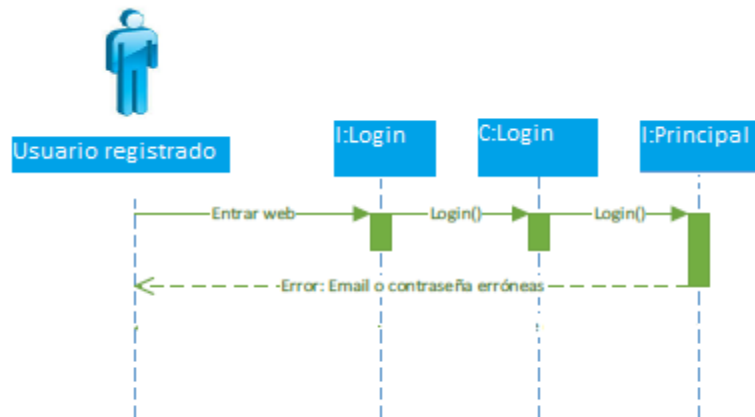 Usuario registrado
I:Login
C:Login
I:Principal
Entrar web
Login()
Login()
Error: Email o contraseña erróneas